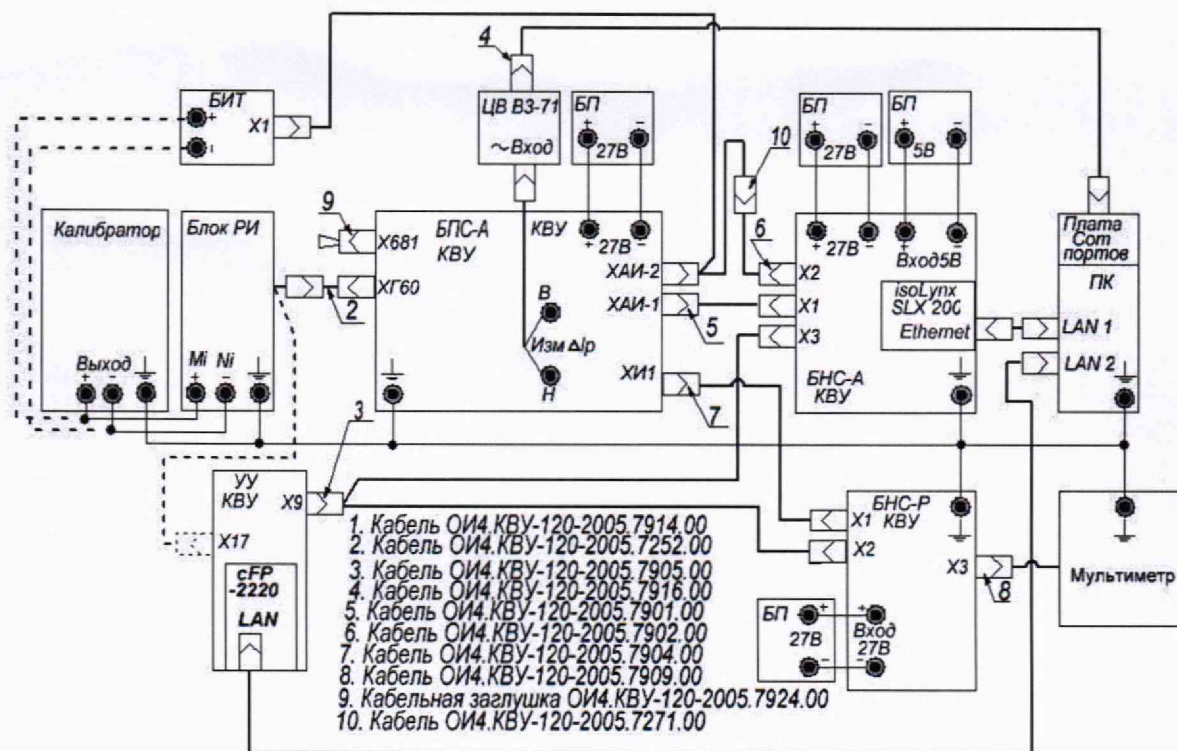 4
БИТ
+
-
X1
ЦВ В3-71
~Вход
БП
+ -
27В
БП
+ -
27В
БП
+ -
5В
10
9
6
Калибратор
Блок РИ
X681
БПС-А
КВУ
КВУ
+ 27В -
ХАИ-2
X2
+ 27В - + -
Вход5В
Плата
Com
портов
ПК
ХГ60
2
В
ХАИ-1
5
X1
isoLynx
SLX 200
Ethernet
LAN 1
Выход
+ -
Mi Ni
+ -
Изм ΔIр
Н
X3
LAN 2
ХИ1
7
БНС-А
КВУ
3
УУ
КВУ
X9
X17
cFP
-2220
LAN
БНС-Р
КВУ
X1
X2
X3
8
Мультиметр
БП
+
27В
-
+
Вход
27В
-
1. Кабель ОИ4.КВУ-120-2005.7914.00
2. Кабель ОИ4.КВУ-120-2005.7252.00
3. Кабель ОИ4.КВУ-120-2005.7905.00
4. Кабель ОИ4.КВУ-120-2005.7916.00
5. Кабель ОИ4.КВУ-120-2005.7901.00
6. Кабель ОИ4.КВУ-120-2005.7902.00
7. Кабель ОИ4.КВУ-120-2005.7904.00
8. Кабель ОИ4.КВУ-120-2005.7909.00
9. Кабельная заглушка ОИ4.КВУ-120-2005.7924.00
10. Кабель ОИ4.КВУ-120-2005.7271.00